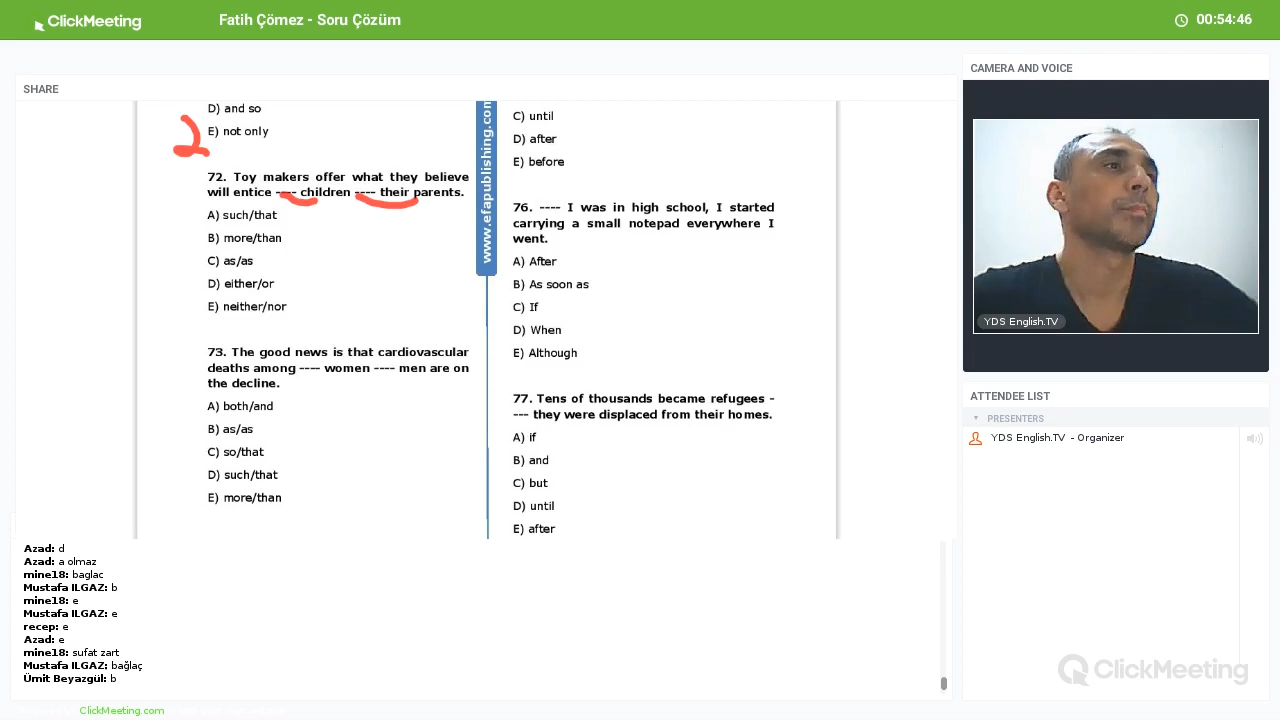 ClickMeeting
Fatih Çömez - Soru Çözüm
00:54:46
SHARE
D) and so
E) not only
72. Toy makers offer what they believe
will entice ---- children ---- their parents.
A) such/that
B) more/than
C) as/as
D) either/or
E) neither/nor
73. The good news is that cardiovascular
deaths among ---- women ---- men are on
the decline.
A) both/and
B) as/as
C) so/that
D) such/that
E) more/than
www.efapublishing.com
C) until
D) after
E) before
76. ---- I was in high school, I started
carrying a small notepad everywhere I
went.
A) After
B) As soon as
C) If
D) When
E) Although
77. Tens of thousands became refugees -
--- they were displaced from their homes.
A) if
B) and
C) but
D) until
E) after
CAMERA AND VOICE
YDS English.TV
ATTENDEE LIST
PRESENTERS
YDS English.TV - Organizer
Azad: d
Azad: a olmaz
mine18: baglac
Mustafa ILGAZ: b
mine18: e
Mustafa ILGAZ: e
recep: e
Azad: e
mine18: sufat zart
Mustafa ILGAZ: bağlaç
Ümit Beyazgül: b
ClickMeeting
ClickMeeting.com